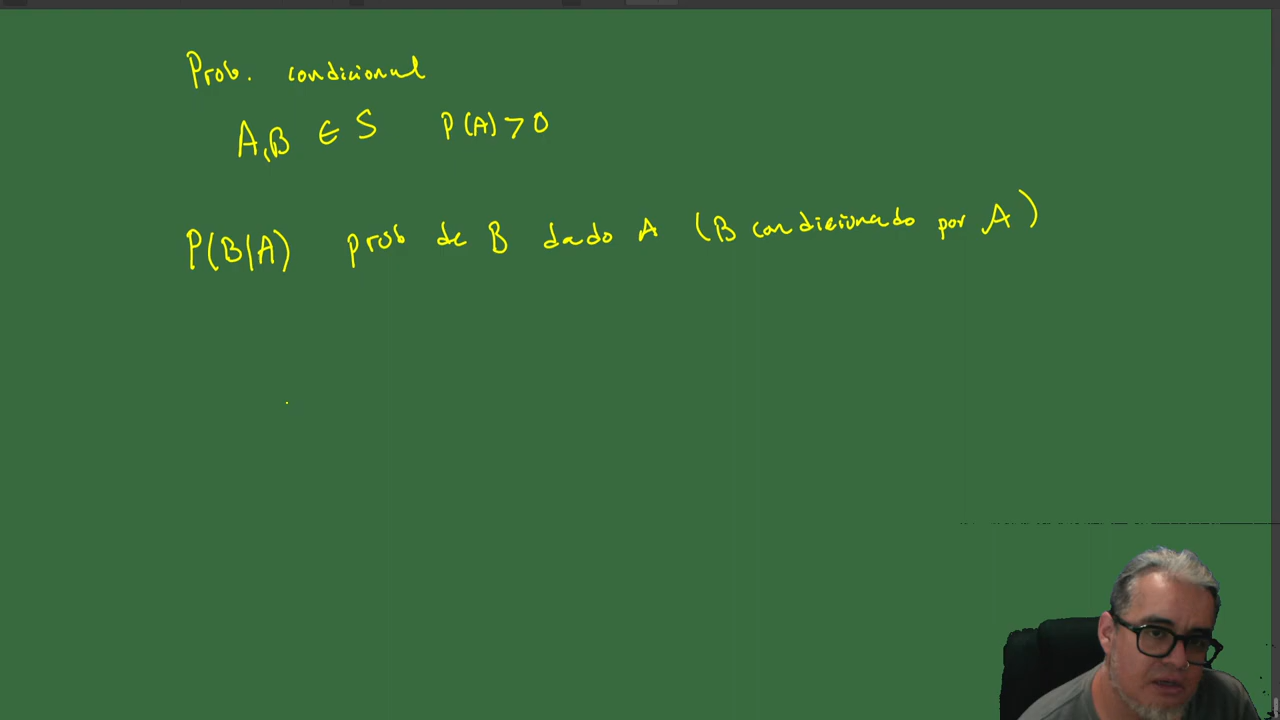 Prob. condicional
A,B ∈ S P(A) > 0
P(B|A) prob de B dado A (B condicionado por A)